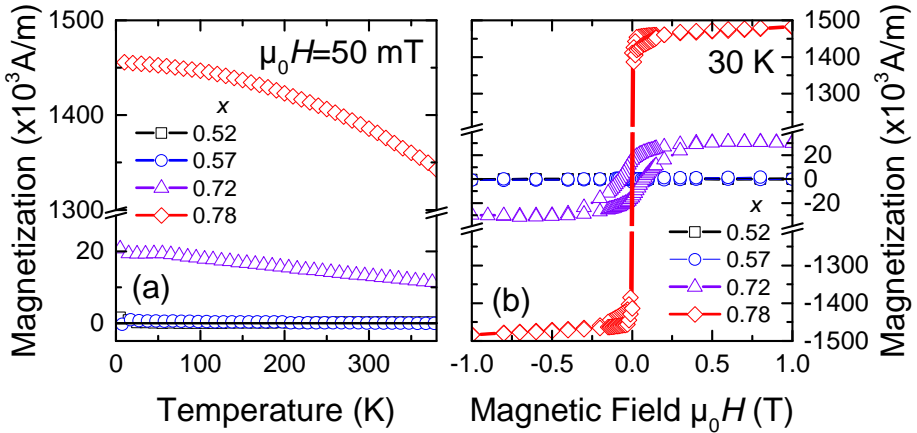 Magnetization (x10³A/m)
1500
1400
1300
20
0
μ₀H=50 mT
x
0.52
0.57
0.72
0.78
(a)
0 100 200 300
Temperature (K)
30 K
x
0.52
0.57
0.72
0.78
(b)
-1.0 -0.5 0.0 0.5 1.0
Magnetic Field μ₀H (T)
1500
1400
1300
20
0
-20
-1300
-1400
-1500
Magnetization (x10³A/m)